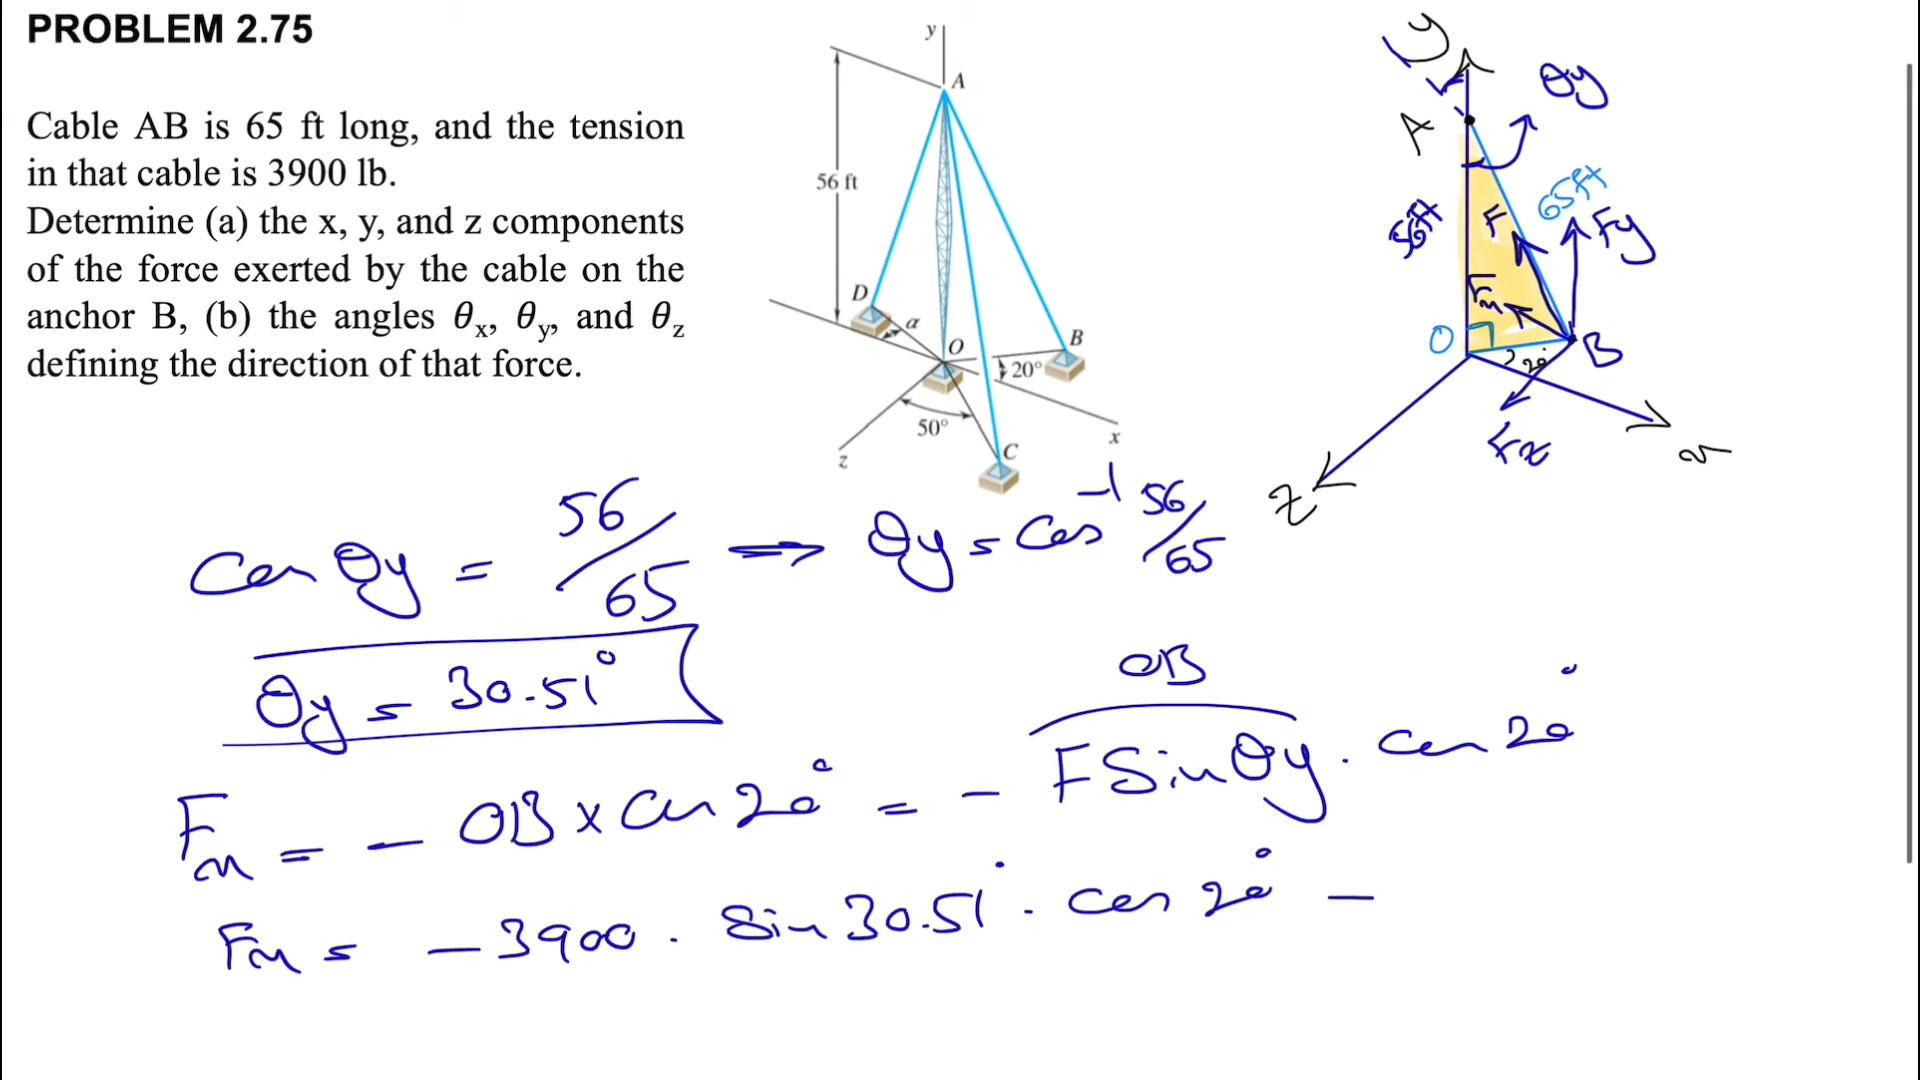 PROBLEM 2.75
Cable AB is 65 ft long, and the tension
in that cable is 3900 lb.
Determine (a) the x, y, and z components
of the force exerted by the cable on the
anchor B, (b) the angles θx, θy, and θz
defining the direction of that force.
y
A
56 ft
D
α
O
B
20°
50°
C
x
z
y
θy
A
65ft
56ft
F
Fy
Fx
O
B
20°
Fz
x
z
cos θy = 56/65 ⟹ θy = cos⁻¹ 56/65
θy = 30.51°
OB
Fx = − OB × cos 20° = − F Sin θy · cos 20°
Fx = −3900 · Sin 30.51° · cos 20° −